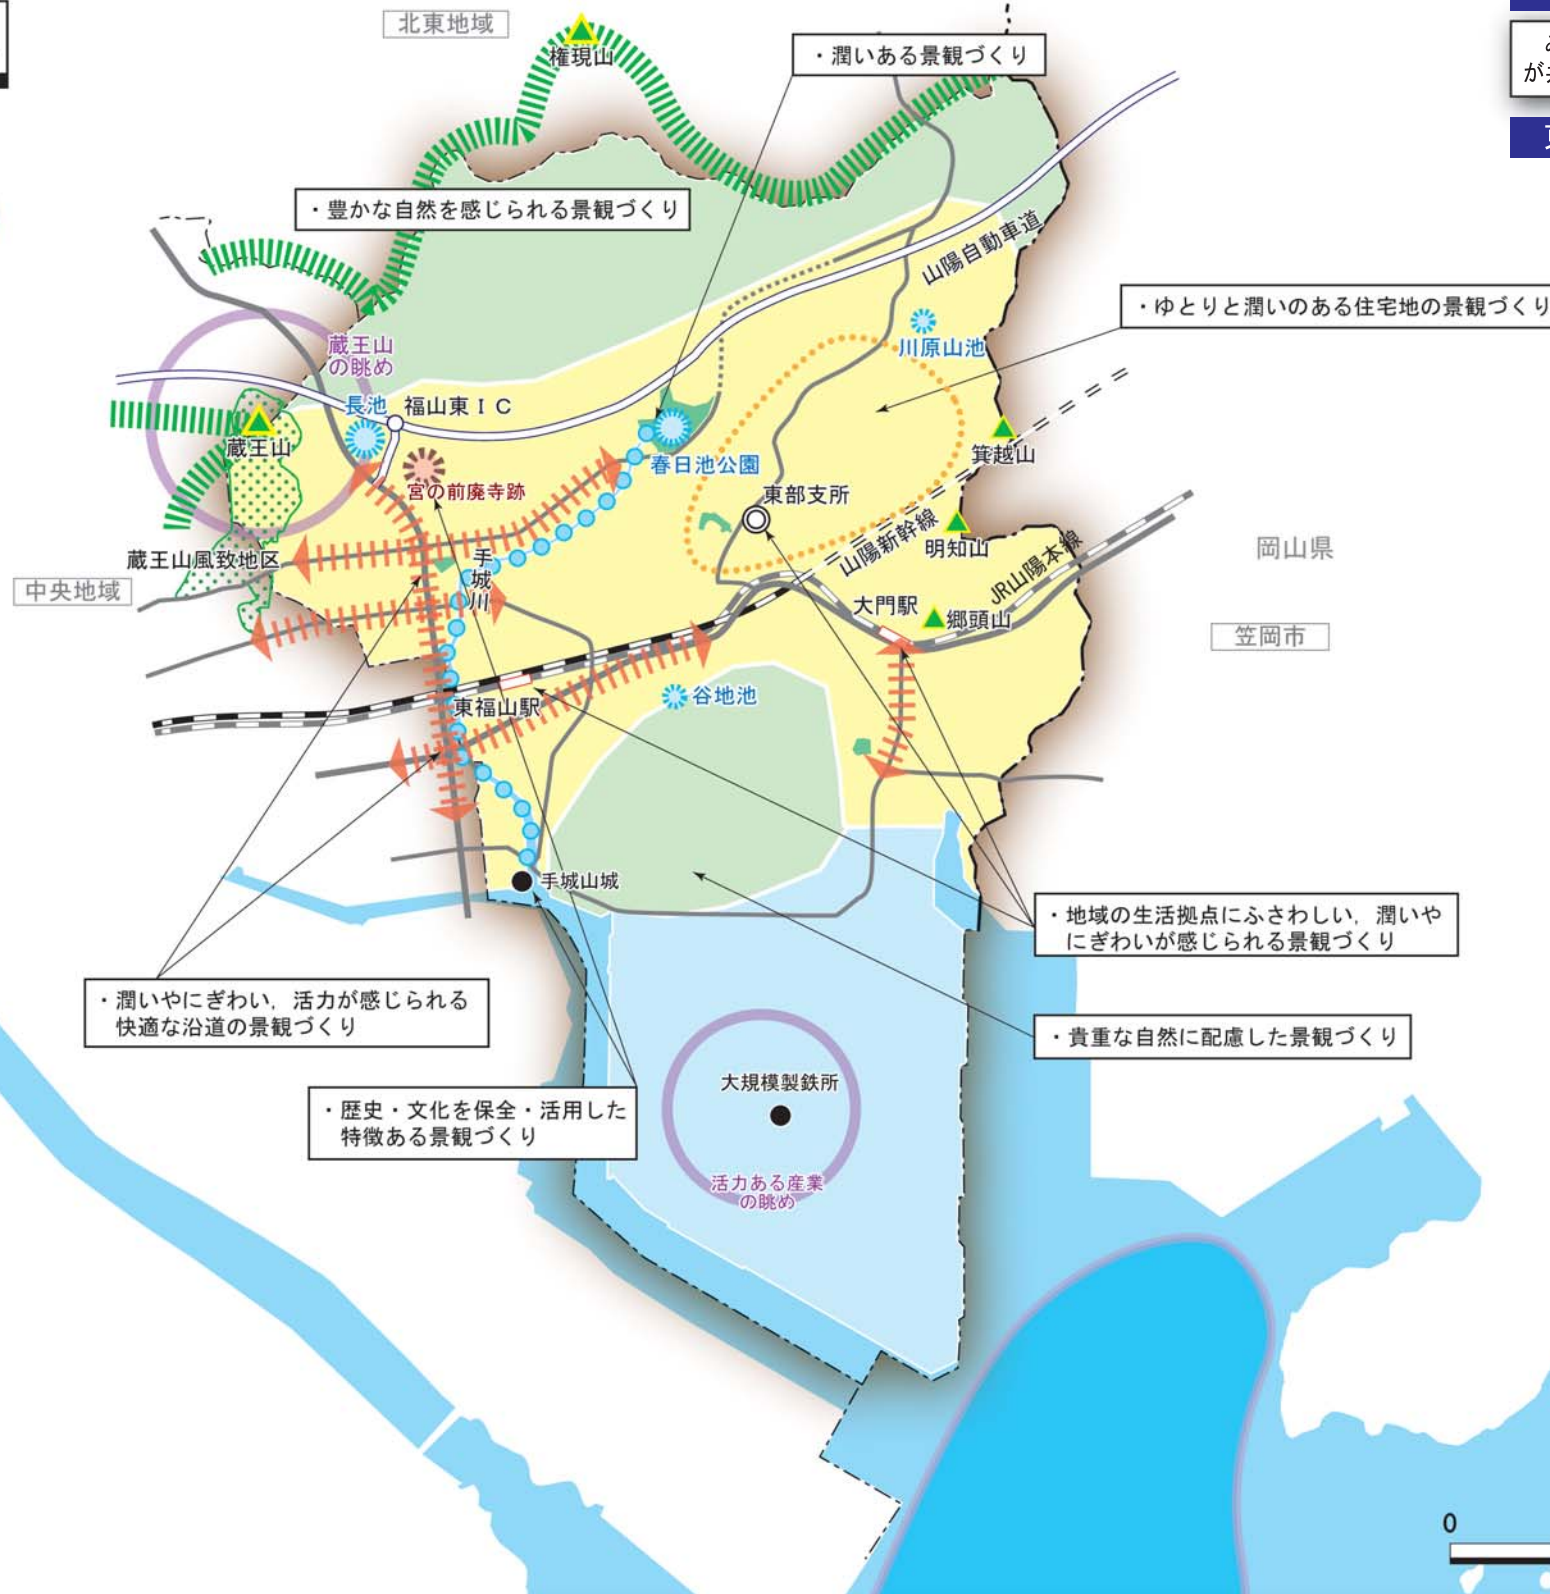 北東地域
権現山
・潤いある景観づくり
が
・豊かな自然を感じられる景観づくり
山陽自動車道
・ゆとりと潤いのある住宅地の景観づくり
川原山池
蔵王山
の眺め
長池
福山東ＩＣ
蔵王山
箕越山
春日池公園
宮の前廃寺跡
東部支所
山陽新幹線
明知山
岡山県
蔵王山風致地区
手城川
JR山陽本線
中央地域
大門駅
郷頭山
笠岡市
谷地池
東福山駅
手城山城
・地域の生活拠点にふさわしい，潤いや
にぎわいが感じられる景観づくり
・潤いやにぎわい，活力が感じられる
快適な沿道の景観づくり
・貴重な自然に配慮した景観づくり
大規模製鉄所
・歴史・文化を保全・活用した
特徴ある景観づくり
活力ある産業
の眺め
0